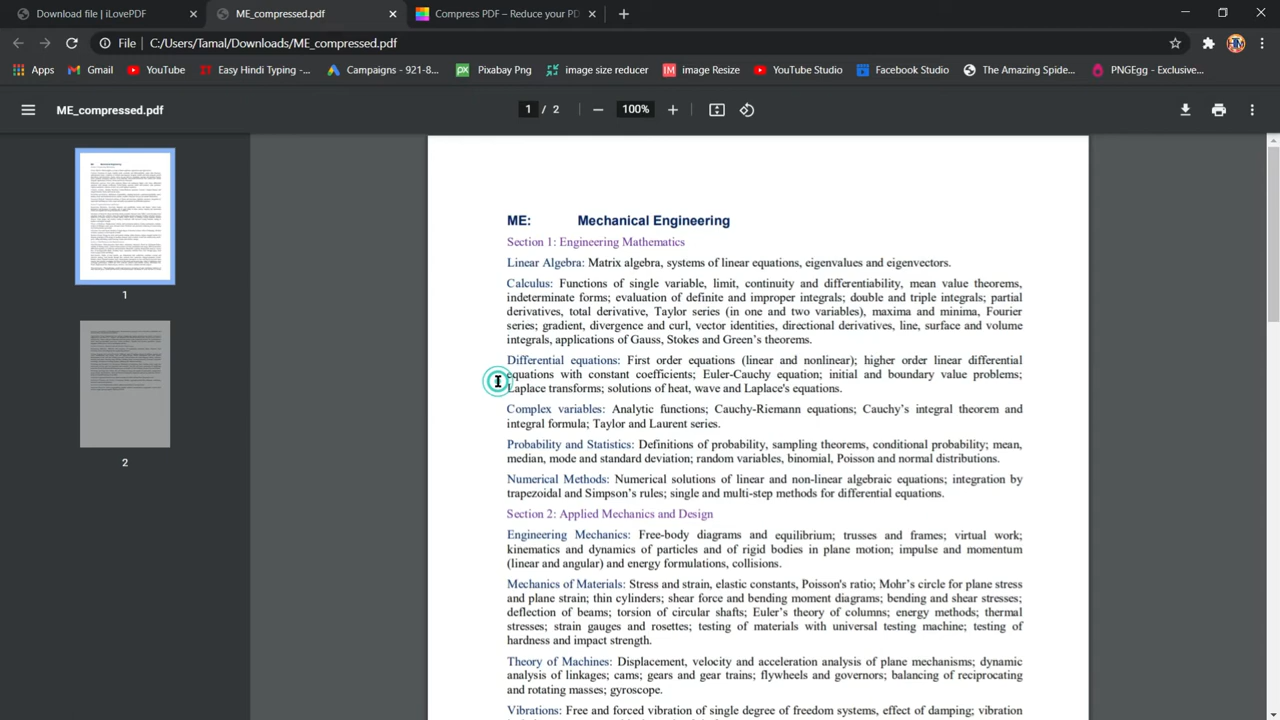 Download file | iLovePDF
ME_compressed.pdf
Compress PDF – Reduce your PD
File C:/Users/Tamal/Downloads/ME_compressed.pdf
Apps Gmail YouTube Easy Hindi Typing -... Campaigns - 921-8... Pixabay Png image size reducer image Resize YouTube Studio Facebook Studio The Amazing Spide... PNGEgg - Exclusive...
ME_compressed.pdf 1 / 2 100%
1
2
ME: Mechanical Engineering
Section 1: Engineering Mathematics
Linear Algebra: Matrix algebra, systems of linear equations, eigenvalues and eigenvectors.
Calculus: Functions of single variable, limit, continuity and differentiability, mean value theorems,
indeterminate forms; evaluation of definite and improper integrals; double and triple integrals; partial
derivatives, total derivative, Taylor series (in one and two variables), maxima and minima, Fourier
series; gradient, divergence and curl, vector identities, directional derivatives, line, surface and volume
integrals, applications of Gauss, Stokes and Green's theorems.
Differential equations: First order equations (linear and nonlinear); higher order linear differential
equations with constant coefficients; Euler-Cauchy equation; initial and boundary value problems;
Laplace transforms; solutions of heat, wave and Laplace's equations.
Complex variables: Analytic functions; Cauchy-Riemann equations; Cauchy's integral theorem and
integral formula; Taylor and Laurent series.
Probability and Statistics: Definitions of probability, sampling theorems, conditional probability; mean,
median, mode and standard deviation; random variables, binomial, Poisson and normal distributions.
Numerical Methods: Numerical solutions of linear and non-linear algebraic equations; integration by
trapezoidal and Simpson's rules; single and multi-step methods for differential equations.
Section 2: Applied Mechanics and Design
Engineering Mechanics: Free-body diagrams and equilibrium; trusses and frames; virtual work;
kinematics and dynamics of particles and of rigid bodies in plane motion; impulse and momentum
(linear and angular) and energy formulations, collisions.
Mechanics of Materials: Stress and strain, elastic constants, Poisson's ratio; Mohr's circle for plane stress
and plane strain; thin cylinders; shear force and bending moment diagrams; bending and shear stresses;
deflection of beams; torsion of circular shafts; Euler's theory of columns; energy methods; thermal
stresses; strain gauges and rosettes; testing of materials with universal testing machine; testing of
hardness and impact strength.
Theory of Machines: Displacement, velocity and acceleration analysis of plane mechanisms; dynamic
analysis of linkages; cams; gears and gear trains; flywheels and governors; balancing of reciprocating
and rotating masses; gyroscope.
Vibrations: Free and forced vibration of single degree of freedom systems, effect of damping; vibration